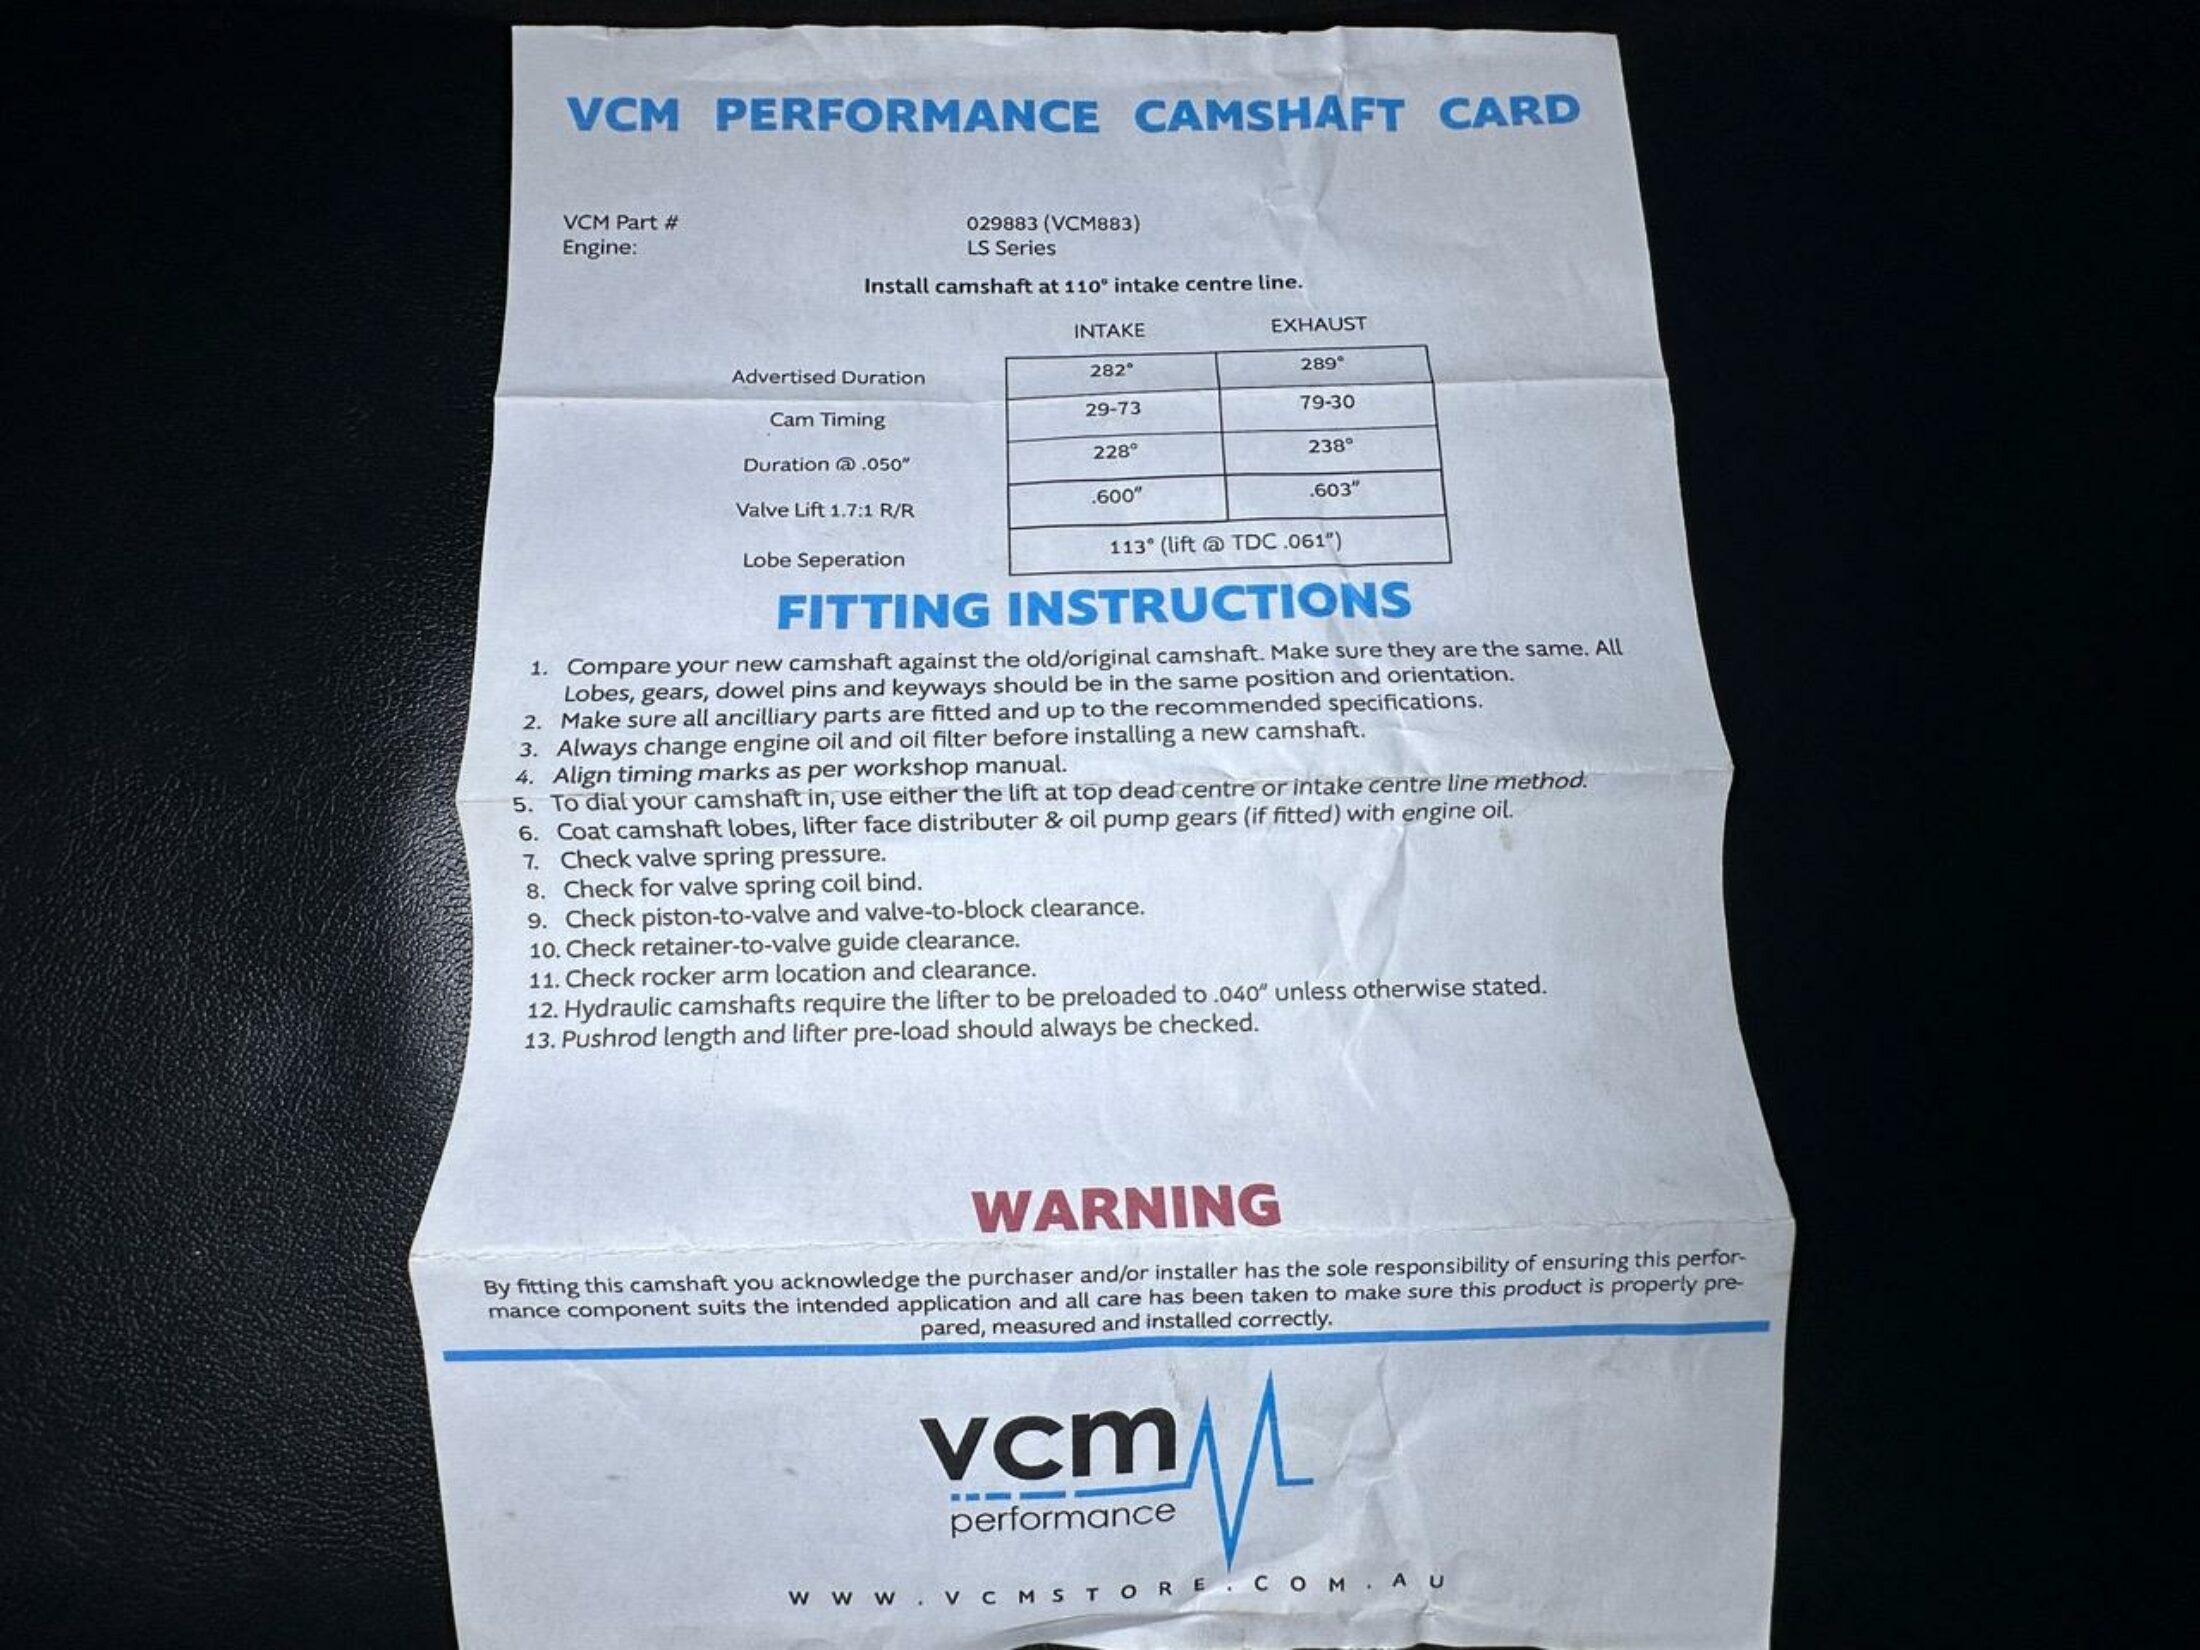 VCM PERFORMANCE CAMSHAFT CARD
VCM Part # 029883 (VCM883)
Engine: LS Series
Install camshaft at 110° intake centre line.
INTAKE EXHAUST
Advertised Duration 282° 289°
Cam Timing 29-73 79-30
Duration @ .050" 228° 238°
Valve Lift 1.7:1 R/R .600" .603"
Lobe Seperation 113° (lift @ TDC .061")
FITTING INSTRUCTIONS
1. Compare your new camshaft against the old/original camshaft. Make sure they are the same. All
Lobes, gears, dowel pins and keyways should be in the same position and orientation.
2. Make sure all ancilliary parts are fitted and up to the recommended specifications.
3. Always change engine oil and oil filter before installing a new camshaft.
4. Align timing marks as per workshop manual.
5. To dial your camshaft in, use either the lift at top dead centre or intake centre line method.
6. Coat camshaft lobes, lifter face distributer & oil pump gears (if fitted) with engine oil.
7. Check valve spring pressure.
8. Check for valve spring coil bind.
9. Check piston-to-valve and valve-to-block clearance.
10. Check retainer-to-valve guide clearance.
11. Check rocker arm location and clearance.
12. Hydraulic camshafts require the lifter to be preloaded to .040" unless otherwise stated.
13. Pushrod length and lifter pre-load should always be checked.
WARNING
By fitting this camshaft you acknowledge the purchaser and/or installer has the sole responsibility of ensuring this perfor-
mance component suits the intended application and all care has been taken to make sure this product is properly pre-
pared, measured and installed correctly.
vcm
performance
WWW.VCMSTORE.COM.AU